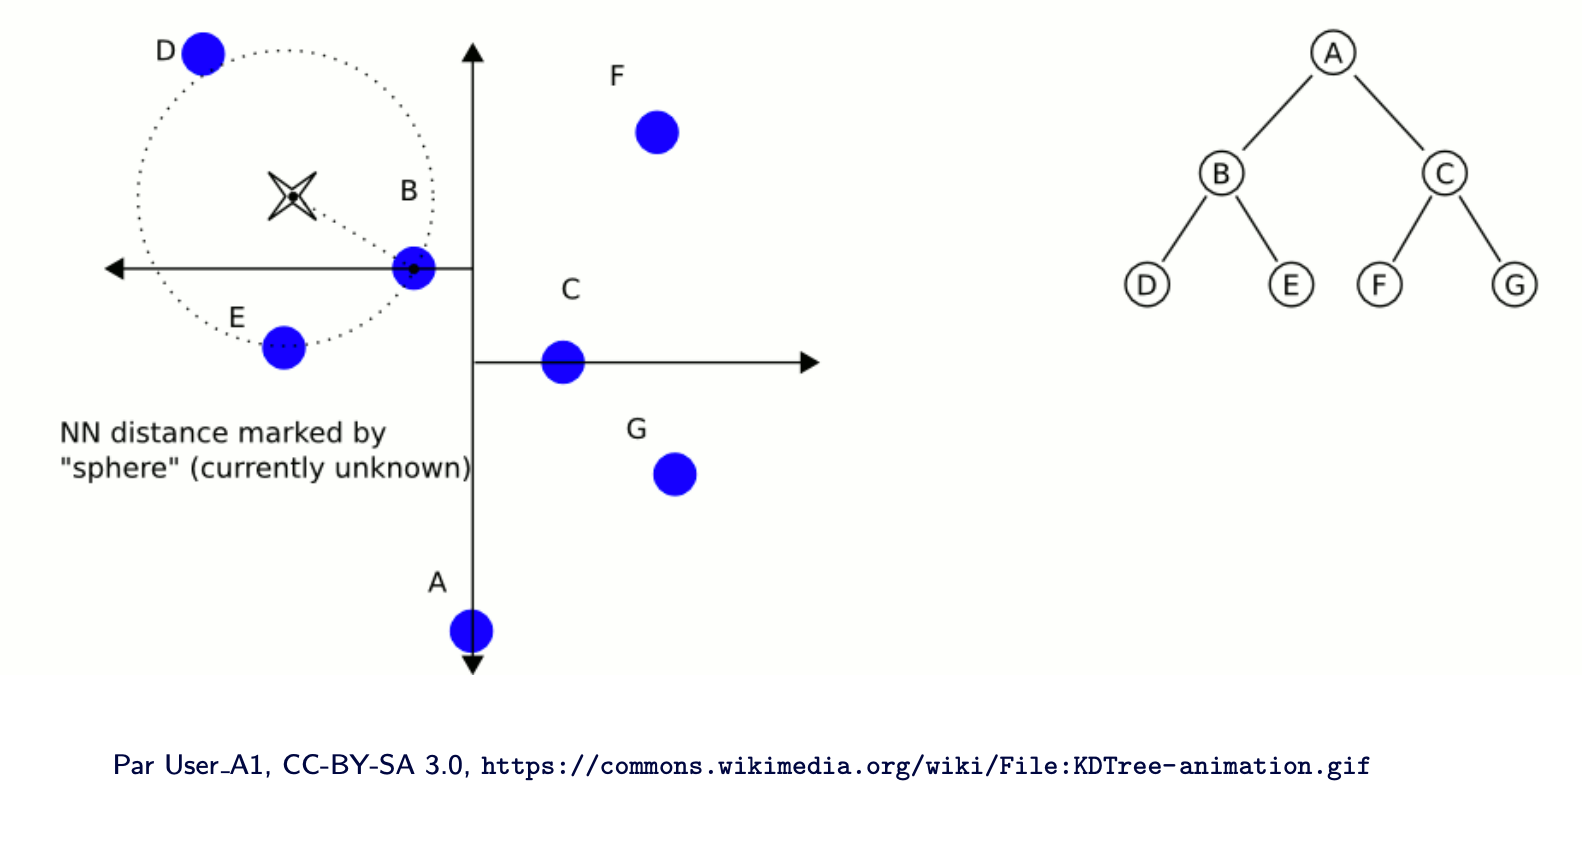 D
F
B
C
E
NN distance marked by
"sphere" (currently unknown)
G
A
A
B
C
D
E
F
G
Par User_A1, CC-BY-SA 3.0, https://commons.wikimedia.org/wiki/File:KDTree-animation.gif